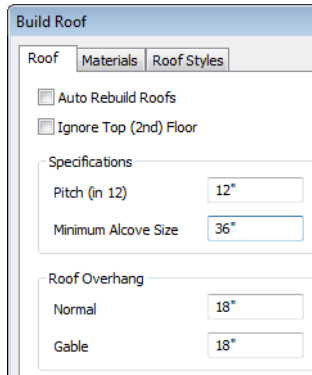 Build Roof
Roof Materials Roof Styles
Auto Rebuild Roofs
Ignore Top (2nd) Floor
Specifications
Pitch (in 12) 12"
Minimum Alcove Size 36"
Roof Overhang
Normal 18"
Gable 18"